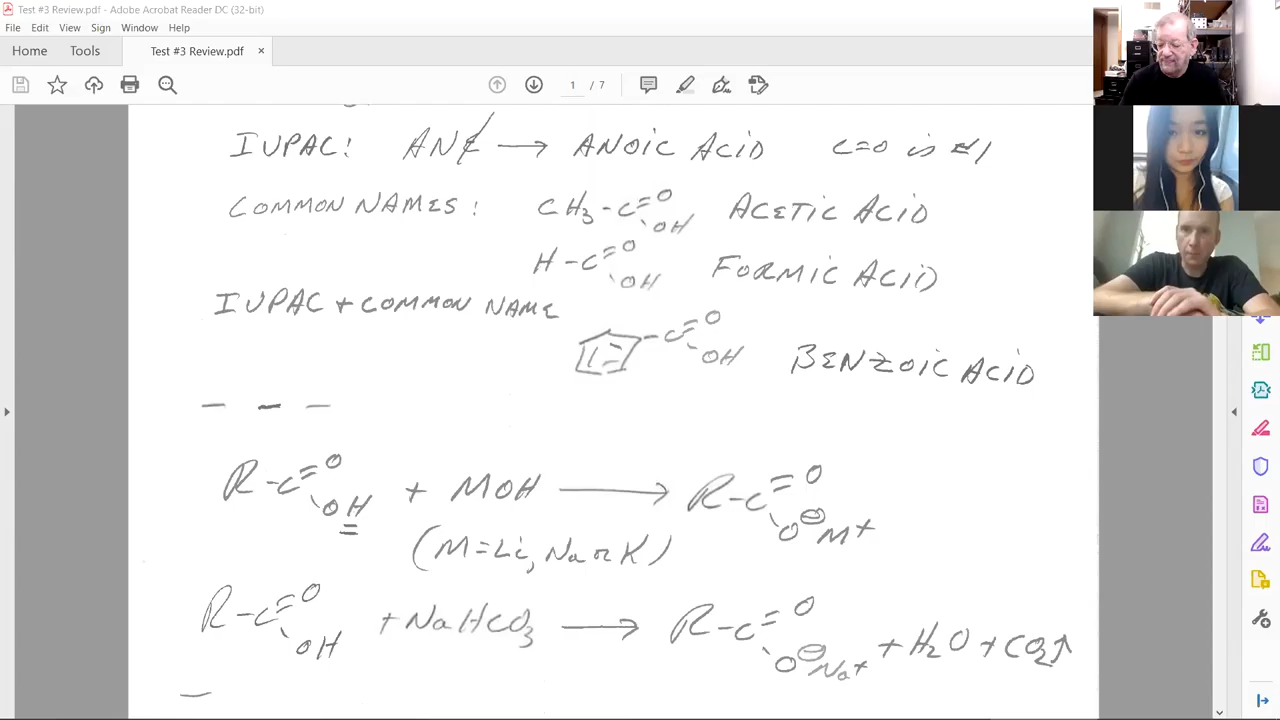 Test #3 Review.pdf - Adobe Acrobat Reader DC (32-bit)
File Edit View Sign Window Help
Home Tools Test #3 Review.pdf ×
1 / 7
IUPAC: ANE → ANOIC ACID C=O is #1
COMMON NAMES: CH3-C=O OH ACETIC ACID
H-C=O OH FORMIC ACID
IUPAC + COMMON NAME
-C=O OH BENZOIC ACID
— — —
R-C=O OH + MOH → R-C=O O⊖ M+
(M=Li, Na or K)
R-C=O OH + NaHCO3 → R-C=O O⊖ Na+ + H2O + CO2↑
—